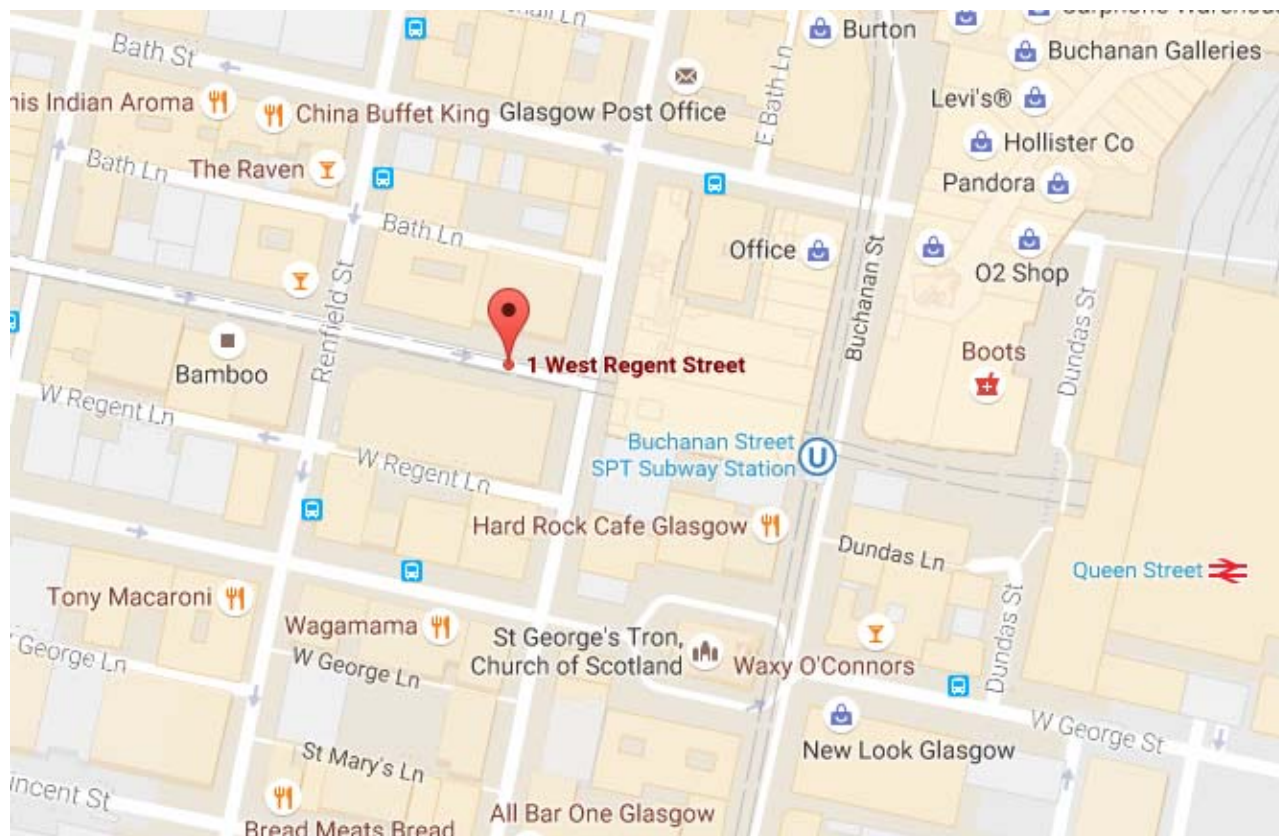 Burton
Buchanan Galleries
Bath St
E Bath Ln
Levi's®
Indian Aroma
China Buffet King
Glasgow Post Office
Hollister Co
Bath Ln
The Raven
Pandora
Bath Ln
Office
Buchanan St
O2 Shop
Dundas St
Renfield St
1 West Regent Street
Boots
Bamboo
W Regent Ln
Buchanan Street
SPT Subway Station
U
W Regent Ln
Hard Rock Cafe Glasgow
Dundas Ln
Queen Street
Tony Macaroni
Wagamama
St George's Tron,
Church of Scotland
Waxy O'Connors
Dundas St
George Ln
W George Ln
W George St
New Look Glasgow
St Mary's Ln
St
All Bar One Glasgow
Bread Meats Bread